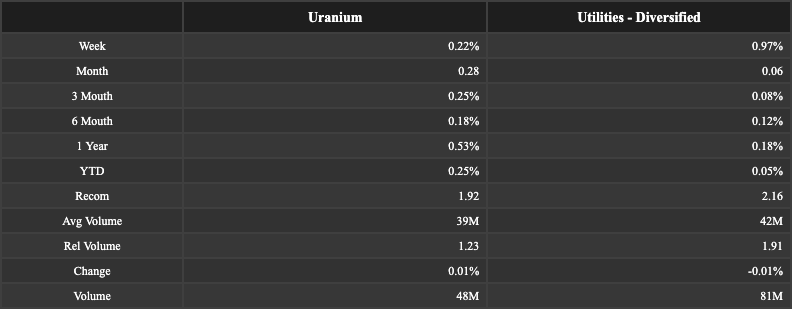 Uranium Utilities - Diversified
Week 0.22% 0.97%
Month 0.28 0.06
3 Mouth 0.25% 0.08%
6 Mouth 0.18% 0.12%
1 Year 0.53% 0.18%
YTD 0.25% 0.05%
Recom 1.92 2.16
Avg Volume 39M 42M
Rel Volume 1.23 1.91
Change 0.01% -0.01%
Volume 48M 81M